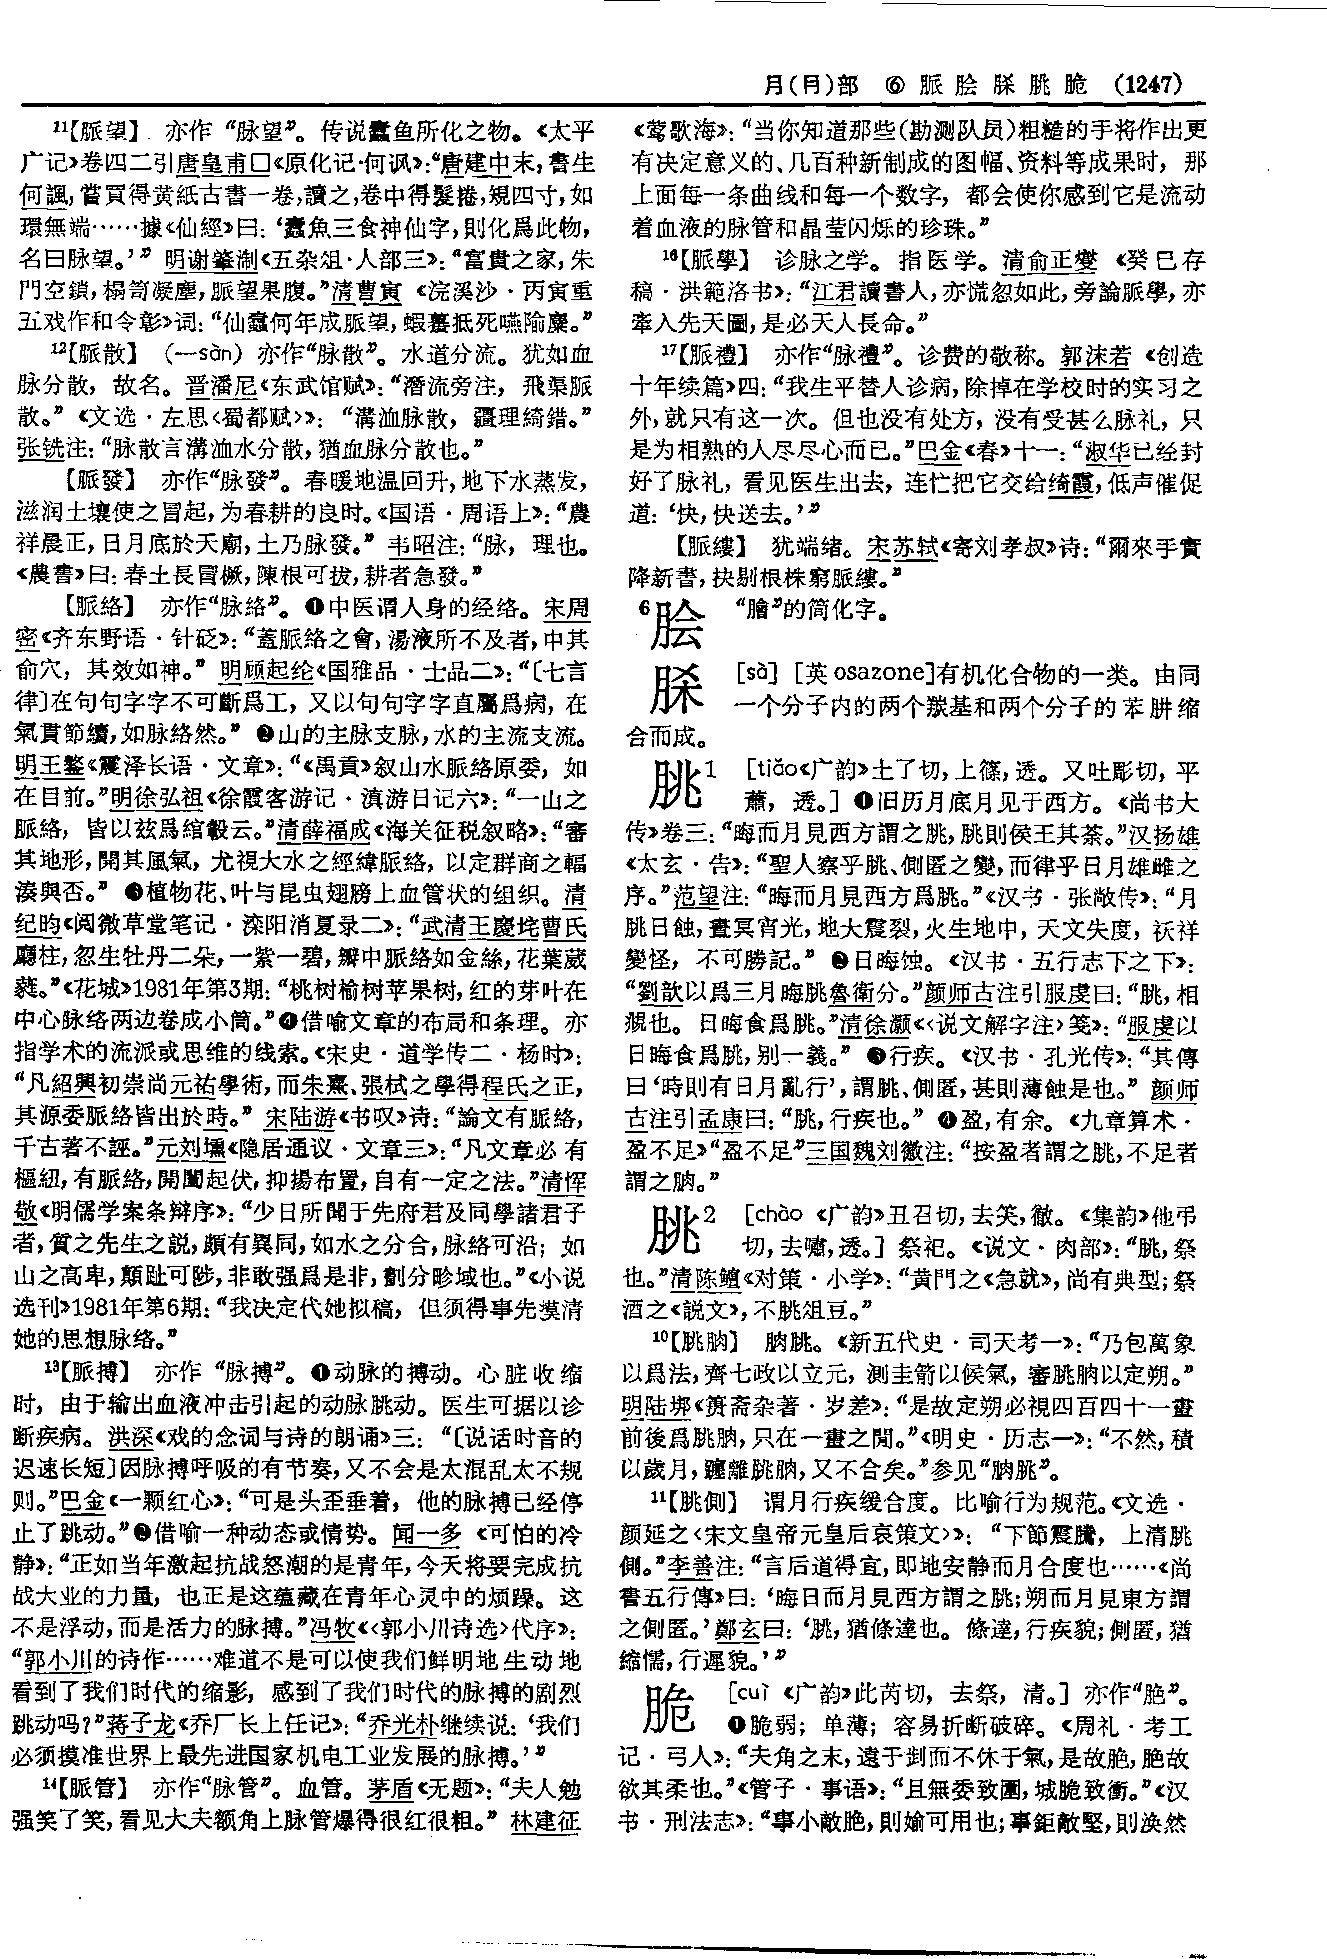 月(⺼)部 ⑥ 脈 脍 脎 朓 脆 (1247)
¹¹【脈望】 亦作“脉望”。传说蠹鱼所化之物。《太平
广记》卷四二引唐皇甫□《原化记·何讽》：“唐建中末，書生
何諷，嘗買得黄紙古書一卷，讀之，卷中得髮捲，規四寸，如
環無端……據《仙經》曰：‘蠹魚三食神仙字，則化爲此物，
名曰脉望。’” 明谢肇淛《五杂俎·人部三》：“富貴之家，朱
門空鎖，榻笥凝塵，脈望果腹。”清曹寅《浣溪沙·丙寅重
五戏作和令彰》词：“仙蠹何年成脈望，蝦蟇抵死嚥隃麋。”
¹²【脈散】 (—sàn) 亦作“脉散”。水道分流。犹如血
脉分散，故名。晋潘尼《东武馆赋》：“潛流旁注，飛渠脈
散。”《文选·左思〈蜀都赋〉》：“溝洫脉散，疆理綺錯。”
张铣注：“脉散言溝洫水分散，猶血脉分散也。”
【脈發】 亦作“脉發”。春暖地温回升，地下水蒸发，
滋润土壤使之冒起，为春耕的良时。《国语·周语上》：“農
祥晨正，日月底於天廟，土乃脉發。” 韦昭注：“脉，理也。
《農書》曰：春土長冒橛，陳根可拔，耕者急發。”
【脈絡】 亦作“脉絡”。❶中医谓人身的经络。宋周
密《齐东野语·针砭》：“蓋脈絡之會，湯液所不及者，中其
俞穴，其效如神。” 明顾起纶《国雅品·士品二》：“〔七言
律〕在句句字字不可斷爲工，又以句句字字直屬爲病，在
氣貫節續，如脉絡然。” ❷山的主脉支脉，水的主流支流。
明王鏊《震泽长语·文章》：“《禹貢》叙山水脈絡原委，如
在目前。”明徐弘祖《徐霞客游记·滇游日记六》：“一山之
脈絡，皆以兹爲綰轂云。”清薛福成《海关征税叙略》：“審
其地形，開其風氣，尤視大水之經緯脈絡，以定群商之輻
湊與否。” ❸植物花、叶与昆虫翅膀上血管状的组织。清
纪昀《阅微草堂笔记·滦阳消夏录二》：“武清王慶垞曹氏
廳柱，忽生牡丹二朵，一紫一碧，瓣中脈絡如金絲，花葉葳
蕤。”《花城》1981年第3期：“桃树榆树苹果树，红的芽叶在
中心脉络两边卷成小筒。”❹借喻文章的布局和条理。亦
指学术的流派或思维的线索。《宋史·道学传二·杨时》：
“凡紹興初崇尚元祐學術，而朱熹、張栻之學得程氏之正，
其源委脈絡皆出於時。” 宋陆游《书叹》诗：“論文有脈絡，
千古著不誣。”元刘壎《隐居通议·文章三》：“凡文章必有
樞紐，有脈絡，開闔起伏，抑揚布置，自有一定之法。”清恽
敬《明儒学案条辩序》：“少日所聞于先府君及同學諸君子
者，質之先生之説，頗有異同，如水之分合，脉絡可沿；如
山之高卑，顛趾可陟，非敢强爲是非，劃分畛域也。”《小说
选刊》1981年第6期：“我决定代她拟稿，但须得事先摸清
她的思想脉络。”
¹³【脈搏】 亦作“脉搏”。❶动脉的搏动。心脏收缩
时，由于输出血液冲击引起的动脉跳动。医生可据以诊
断疾病。洪深《戏的念词与诗的朗诵》三：“〔说话时音的
迟速长短〕因脉搏呼吸的有节奏，又不会是太混乱太不规
则。”巴金《一颗红心》：“可是头歪垂着，他的脉搏已经停
止了跳动。”❷借喻一种动态或情势。闻一多《可怕的冷
静》：“正如当年激起抗战怒潮的是青年，今天将要完成抗
战大业的力量，也正是这蕴藏在青年心灵中的烦躁。这
不是浮动，而是活力的脉搏。”冯牧《〈郭小川诗选〉代序》：
“郭小川的诗作……难道不是可以使我们鲜明地生动地
看到了我们时代的缩影，感到了我们时代的脉搏的剧烈
跳动吗？”蒋子龙《乔厂长上任记》：“乔光朴继续说：‘我们
必须摸准世界上最先进国家机电工业发展的脉搏。’”
¹⁴【脈管】 亦作“脉管”。血管。茅盾《无题》：“夫人勉
强笑了笑，看见大夫额角上脉管爆得很红很粗。” 林建征
《莺歌海》：“当你知道那些(勘测队员)粗糙的手将作出更
有决定意义的、几百种新制成的图幅、资料等成果时，那
上面每一条曲线和每一个数字，都会使你感到它是流动
着血液的脉管和晶莹闪烁的珍珠。”
¹⁶【脈學】 诊脉之学。指医学。清俞正燮《癸巳存
稿·洪範洛书》：“江君讀書人，亦慌忽如此，旁論脈學，亦
牽入先天圖，是必天人長命。”
¹⁷【脈禮】 亦作“脉禮”。诊费的敬称。郭沫若《创造
十年续篇》四：“我生平替人诊病，除掉在学校时的实习之
外，就只有这一次。但也没有处方，没有受甚么脉礼，只
是为相熟的人尽尽心而已。”巴金《春》十一：“淑华已经封
好了脉礼，看见医生出去，连忙把它交给绮霞，低声催促
道：‘快，快送去。’”
【脈縷】 犹端绪。宋苏轼《寄刘孝叔》诗：“爾來手實
降新書，抉剔根株窮脈縷。”
⁶脍 “膾”的简化字。
脎 [sà] [英 osazone]有机化合物的一类。由同
一个分子内的两个羰基和两个分子的苯肼缩
合而成。
朓¹ [tiǎo《广韵》土了切，上篠，透。又吐彫切，平
蕭，透。] ❶旧历月底月见于西方。《尚书大
传》卷三：“晦而月見西方謂之朓，朓則侯王其荼。”汉扬雄
《太玄·告》：“聖人察乎朓、側匿之變，而律乎日月雄雌之
序。”范望注：“晦而月見西方爲朓。”《汉书·张敞传》：“月
朓日蝕，晝冥宵光，地大震裂，火生地中，天文失度，祅祥
變怪，不可勝記。” ❷日晦蚀。《汉书·五行志下之下》：
“劉歆以爲三月晦朓魯衛分。”颜师古注引服虔曰：“朓，相
覜也。日晦食爲朓。”清徐灏《〈说文解字注〉笺》：“服虔以
日晦食爲朓，别一義。” ❸行疾。《汉书·孔光传》：“其傳
曰‘時則有日月亂行’，謂朓、側匿，甚則薄蝕是也。” 颜师
古注引孟康曰：“朓，行疾也。” ❹盈，有余。《九章算术·
盈不足》“盈不足”三国魏刘徽注：“按盈者謂之朓，不足者
謂之朒。”
朓² [chào 《广韵》丑召切，去笑，徹。《集韵》他弔
切，去嘯，透。] 祭祀。《说文·肉部》：“朓，祭
也。”清陈鳣《对策·小学》：“黄門之《急就》，尚有典型；祭
酒之《説文》，不朓俎豆。”
¹⁰【朓朒】 朒朓。《新五代史·司天考一》：“乃包萬象
以爲法，齊七政以立元，測圭箭以候氣，審朓朒以定朔。”
明陆垹《篑斋杂著·岁差》：“是故定朔必視四百四十一畫
前後爲朓朒，只在一畫之間。”《明史·历志一》：“不然，積
以歲月，躔離朓朒，又不合矣。”参见“朒朓”。
¹¹【朓側】 谓月行疾缓合度。比喻行为规范。《文选·
颜延之〈宋文皇帝元皇后哀策文〉》：“下節震騰，上清朓
側。”李善注：“言后道得宜，即地安静而月合度也……《尚
書五行傳》曰：‘晦日而月見西方謂之朓；朔而月見東方謂
之側匿。’鄭玄曰：‘朓，猶條達也。條達，行疾貌；側匿，猶
縮懦，行遲貌。’”
脆 [cuì 《广韵》此芮切，去祭，清。] 亦作“脃”。
❶脆弱；单薄；容易折断破碎。《周礼·考工
记·弓人》：“夫角之末，遠于㓭而不休于氣，是故脃，脃故
欲其柔也。”《管子·事语》：“且無委致圍，城脆致衝。”《汉
书·刑法志》：“事小敵脃，則媮可用也；事鉅敵堅，則涣然